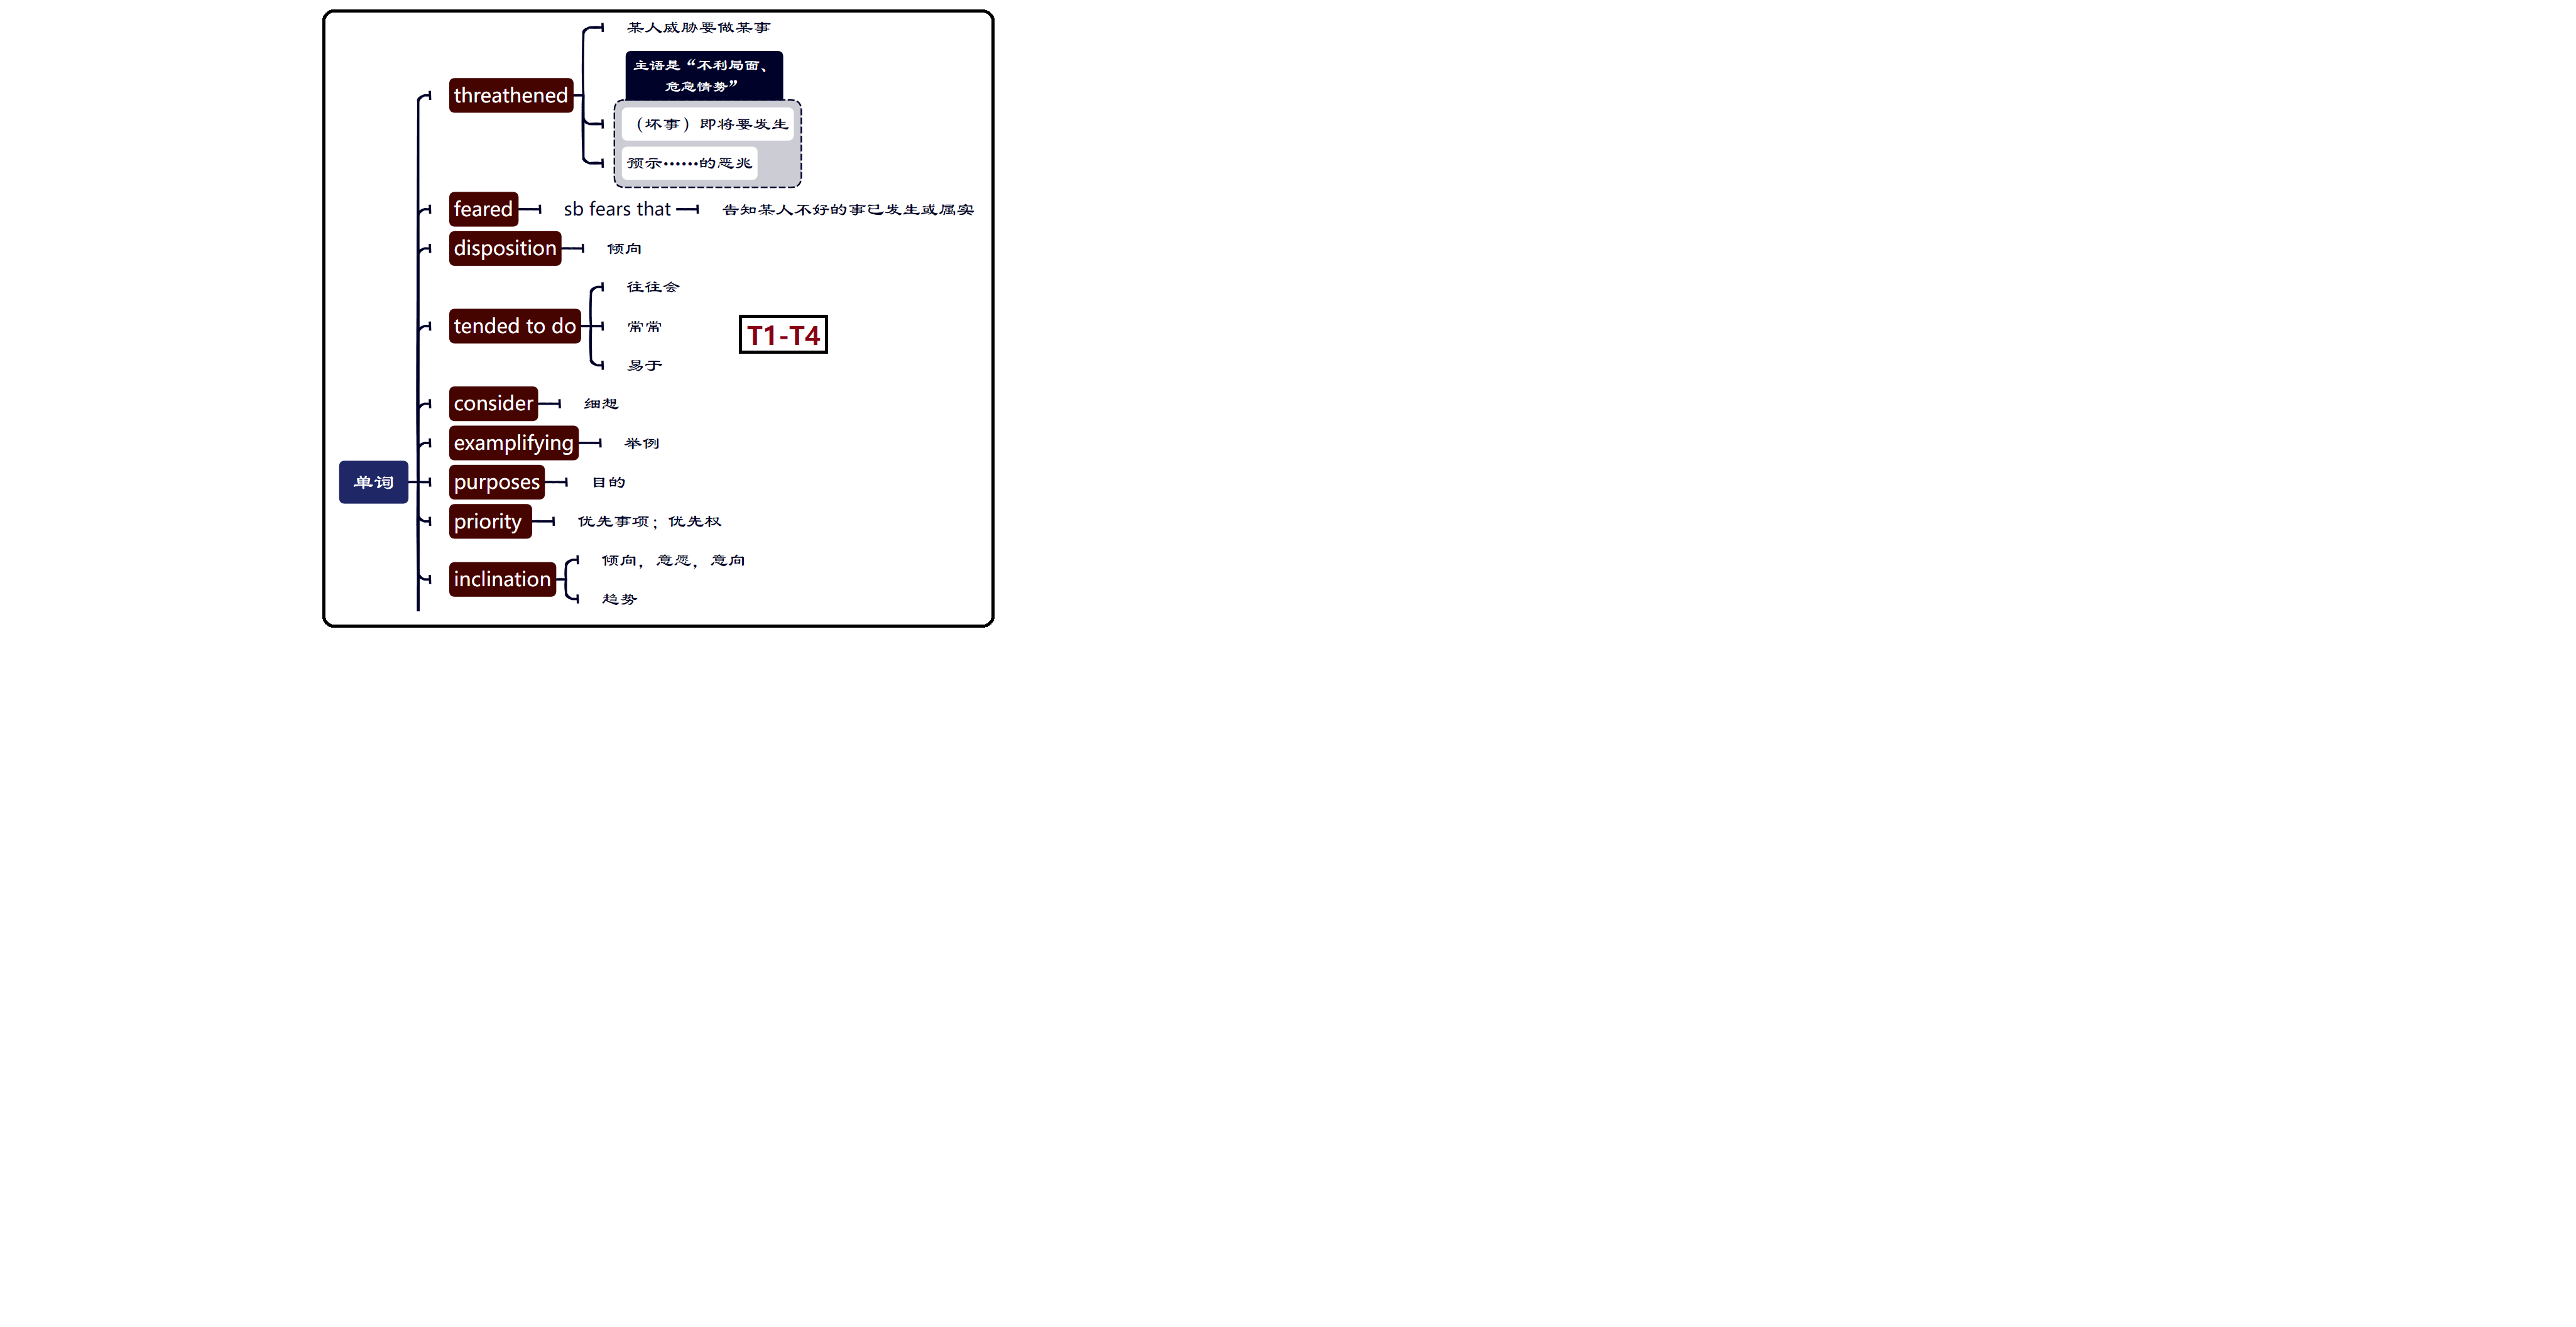 单词
threathened
某人威胁要做某事
主语是“不利局面、
危急情势”
（坏事）即将要发生
预示······的恶兆
feared
sb fears that
告知某人不好的事已发生或属实
disposition
倾向
tended to do
往往会
常常
易于
T1-T4
consider
细想
examplifying
举例
purposes
目的
priority
优先事项；优先权
inclination
倾向，意愿，意向
趋势